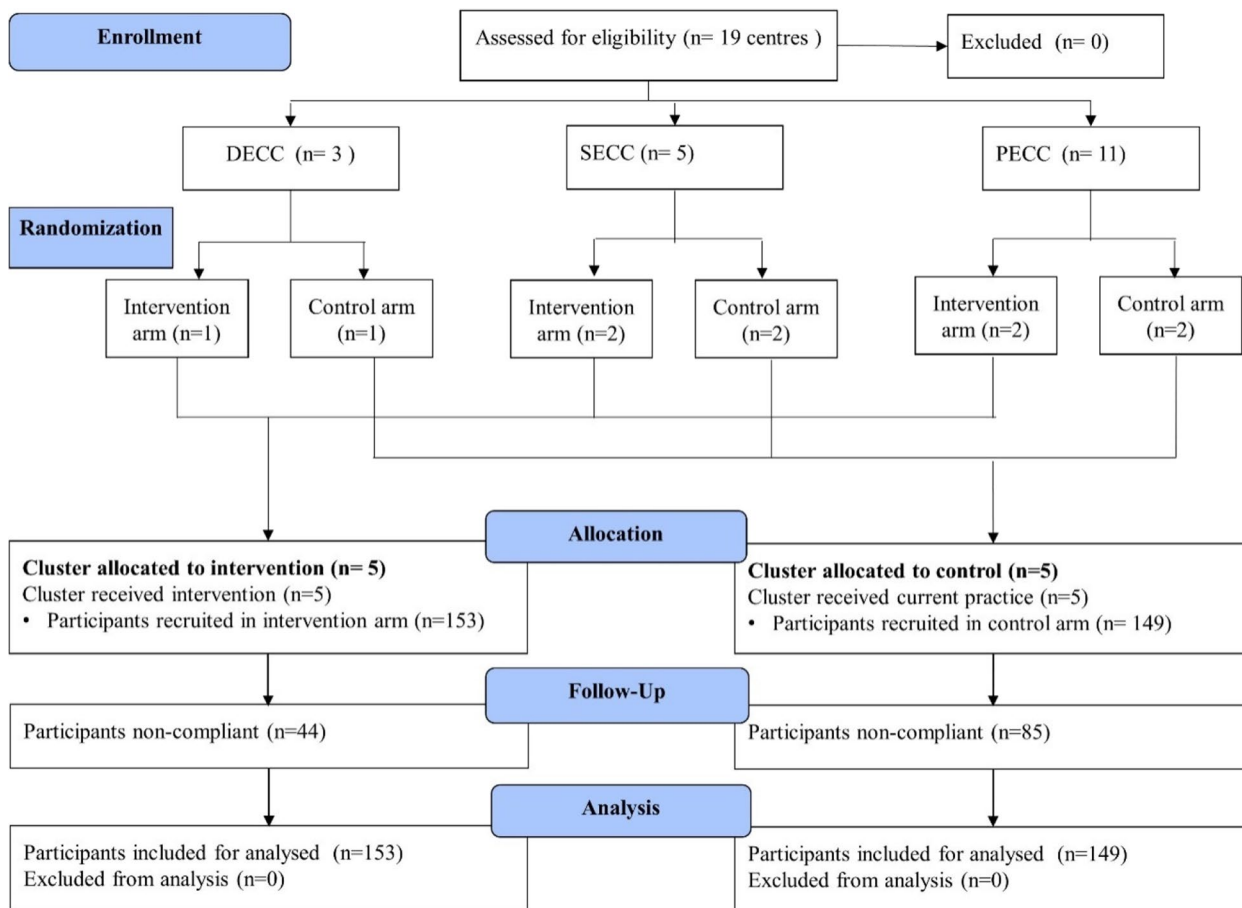 Enrollment
Assessed for eligibility (n= 19 centres )
Excluded (n= 0)
DECC (n= 3 )
SECC (n= 5)
PECC (n= 11)
Randomization
Intervention
arm (n=1)
Control arm
(n=1)
Intervention
arm (n=2)
Control arm
(n=2)
Intervention
arm (n=2)
Control arm
(n=2)
Allocation
Cluster allocated to intervention (n= 5)
Cluster received intervention (n=5)
• Participants recruited in intervention arm (n=153)
Cluster allocated to control (n=5)
Cluster received current practice (n=5)
• Participants recruited in control arm (n= 149)
Follow-Up
Participants non-compliant (n=44)
Participants non-compliant (n=85)
Analysis
Participants included for analysed (n=153)
Excluded from analysis (n=0)
Participants included for analysed (n=149)
Excluded from analysis (n=0)